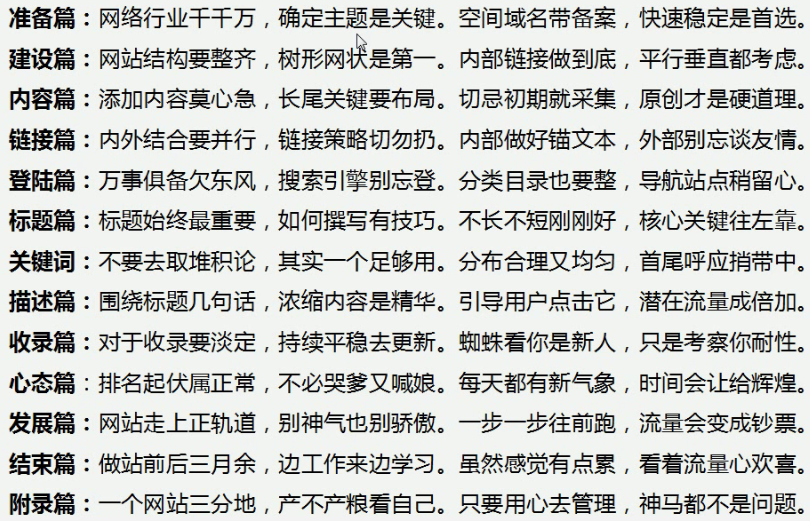 准备篇：网络行业千千万，确定主题是关键。空间域名带备案，快速稳定是首选。
建设篇：网站结构要整齐，树形网状是第一。内部链接做到底，平行垂直都考虑。
内容篇：添加内容莫心急，长尾关键要布局。切忌初期就采集，原创才是硬道理。
链接篇：内外结合要并行，链接策略切勿扔。内部做好锚文本，外部别忘谈友情。
登陆篇：万事俱备欠东风，搜索引擎别忘登。分类目录也要整，导航站点稍留心。
标题篇：标题始终最重要，如何撰写有技巧。不长不短刚刚好，核心关键往左靠。
关键词：不要去取堆积论，其实一个足够用。分布合理又均匀，首尾呼应捎带中。
描述篇：围绕标题几句话，浓缩内容是精华。引导用户点击它，潜在流量成倍加。
收录篇：对于收录要淡定，持续平稳去更新。蜘蛛看你是新人，只是考察你耐性。
心态篇：排名起伏属正常，不必哭爹又喊娘。每天都有新气象，时间会让给辉煌。
发展篇：网站走上正轨道，别神气也别骄傲。一步一步往前跑，流量会变成钞票。
结束篇：做站前后三月余，边工作来边学习。虽然感觉有点累，看着流量心欢喜。
附录篇：一个网站三分地，产不产粮看自己。只要用心去管理，神马都不是问题。